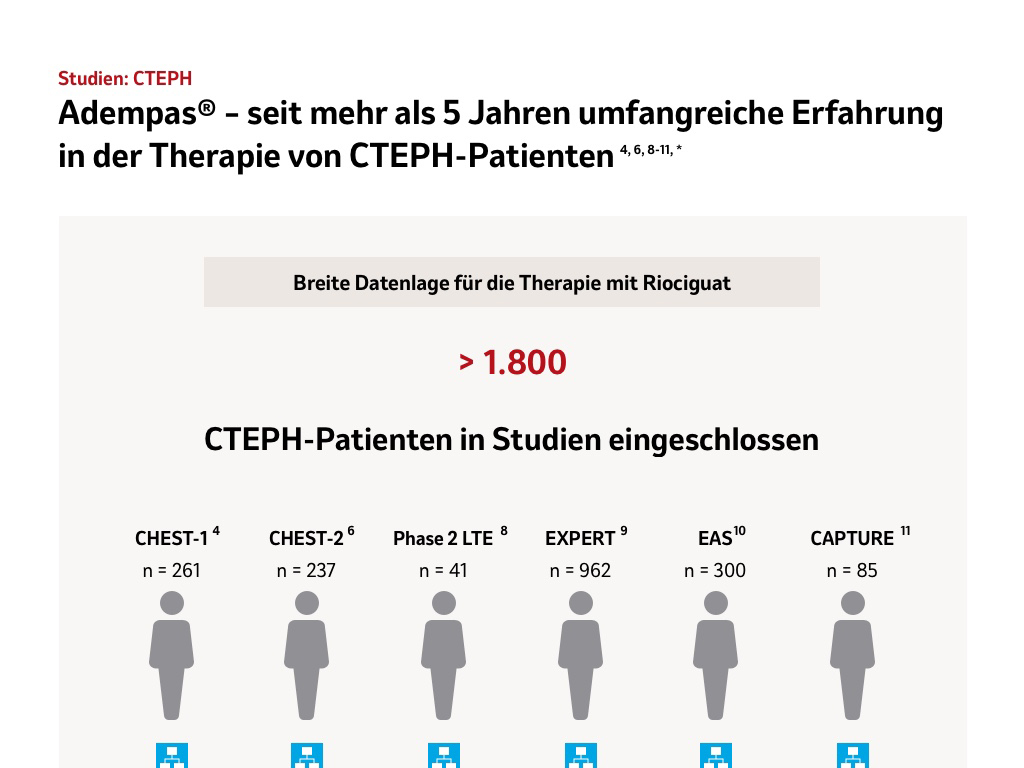 Studien: CTEPH
Adempas® – seit mehr als 5 Jahren umfangreiche Erfahrung
in der Therapie von CTEPH-Patienten 4, 6, 8-11, *
Breite Datenlage für die Therapie mit Riociguat
> 1.800
CTEPH-Patienten in Studien eingeschlossen
CHEST-1 4 CHEST-2 6 Phase 2 LTE 8 EXPERT 9 EAS 10 CAPTURE 11
n = 261 n = 237 n = 41 n = 962 n = 300 n = 85